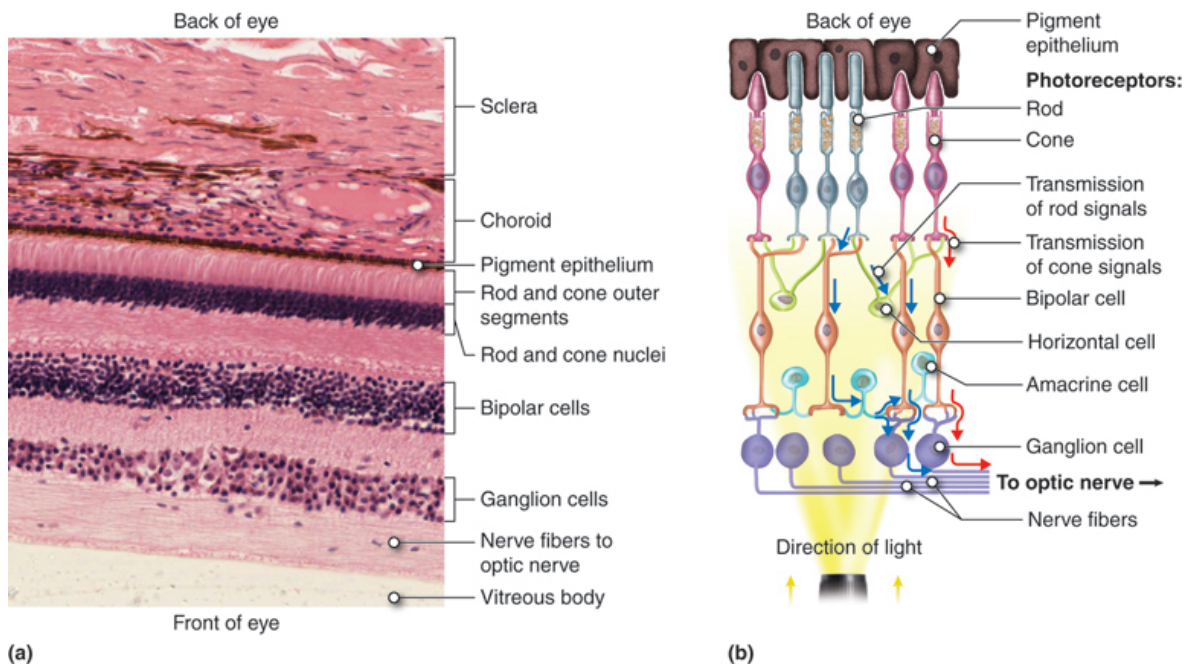 Back of eye
Sclera
Choroid
Pigment epithelium
Rod and cone outer
segments
Rod and cone nuclei
Bipolar cells
Ganglion cells
Nerve fibers to
optic nerve
Vitreous body
Front of eye
(a)
Back of eye
Pigment
epithelium
Photoreceptors:
Rod
Cone
Transmission
of rod signals
Transmission
of cone signals
Bipolar cell
Horizontal cell
Amacrine cell
Ganglion cell
To optic nerve
Nerve fibers
Direction of light
(b)